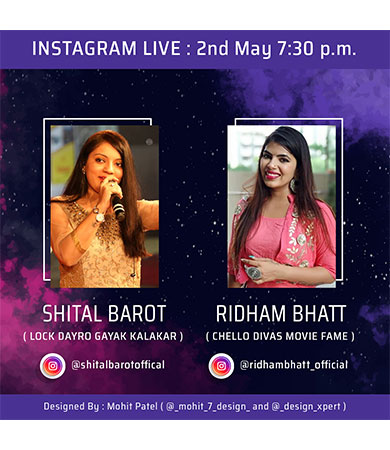 INSTAGRAM LIVE : 2nd May 7:30 p.m.
SHITAL BAROT
( LOCK DAYRO GAYAK KALAKAR )
@shitalbarotoffical
RIDHAM BHATT
( CHELLO DIVAS MOVIE FAME )
@ridhambhatt_official
Designed By : Mohit Patel ( @_mohit_7_design_ and @_design_xpert )